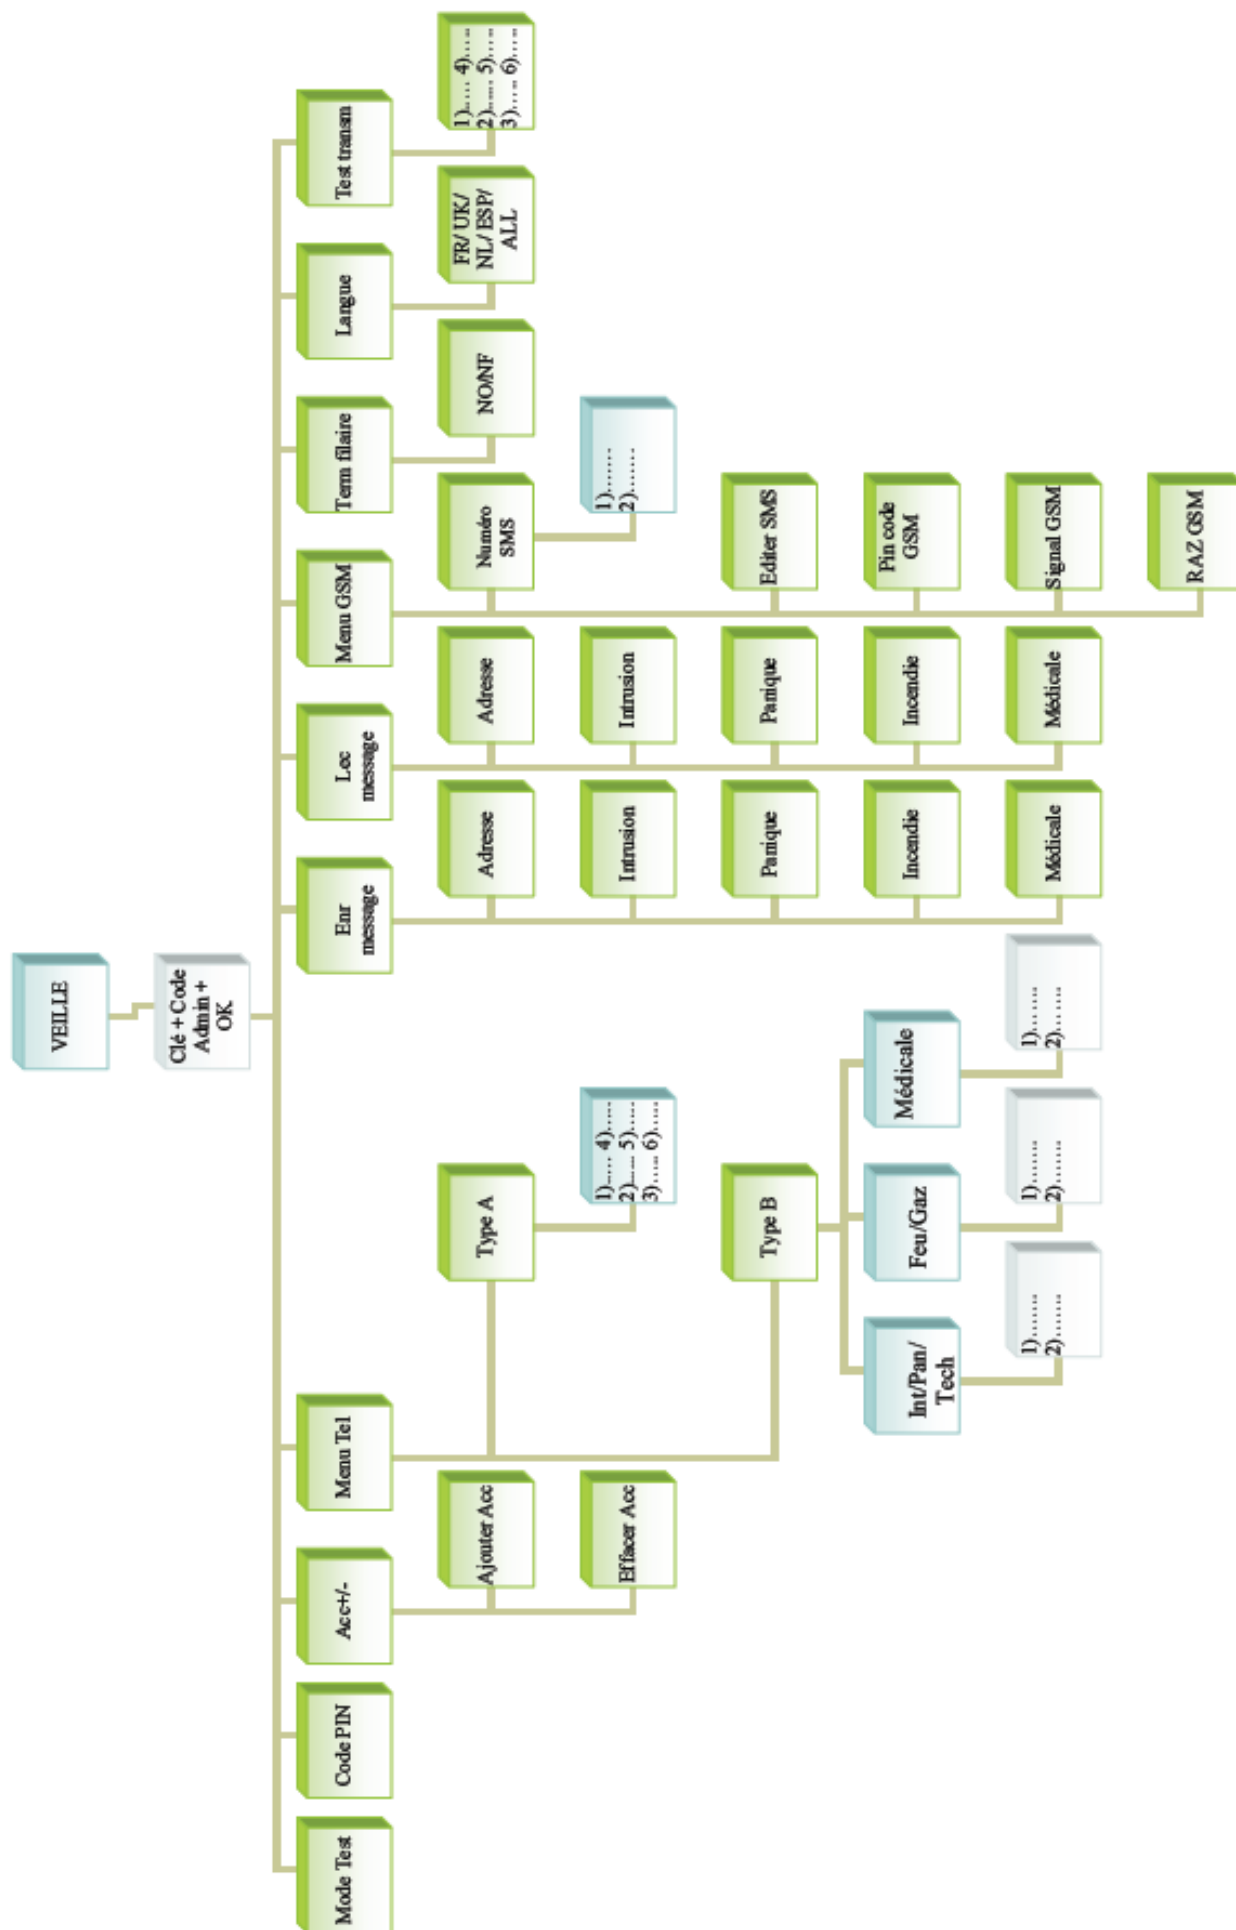 VEILLE
Clé + Code
Admin +
OK
Mode Test
Code PIN
Acc+/-
Menu Tel
Enr
message
Lec
message
Menu GSM
Term filaire
Langue
Test transm
Ajouter Acc
Effacer Acc
Type A
1)..... 4).....
2)...... 5).....
3)..... 6).....
Type B
Int/Pan/
Tech
1).......
2).......
Feu/Gaz
1).......
2).......
Médicale
1).......
2).......
Adresse
Intrusion
Panique
Incendie
Médicale
Adresse
Intrusion
Panique
Incendie
Médicale
Numéro
SMS
1).......
2).......
Editer SMS
Pin code
GSM
Signal GSM
RAZ GSM
NO/NF
FR/ UK/
NL/ ESP/
ALL
1)..... 4).....
2)...... 5).....
3)..... 6).....